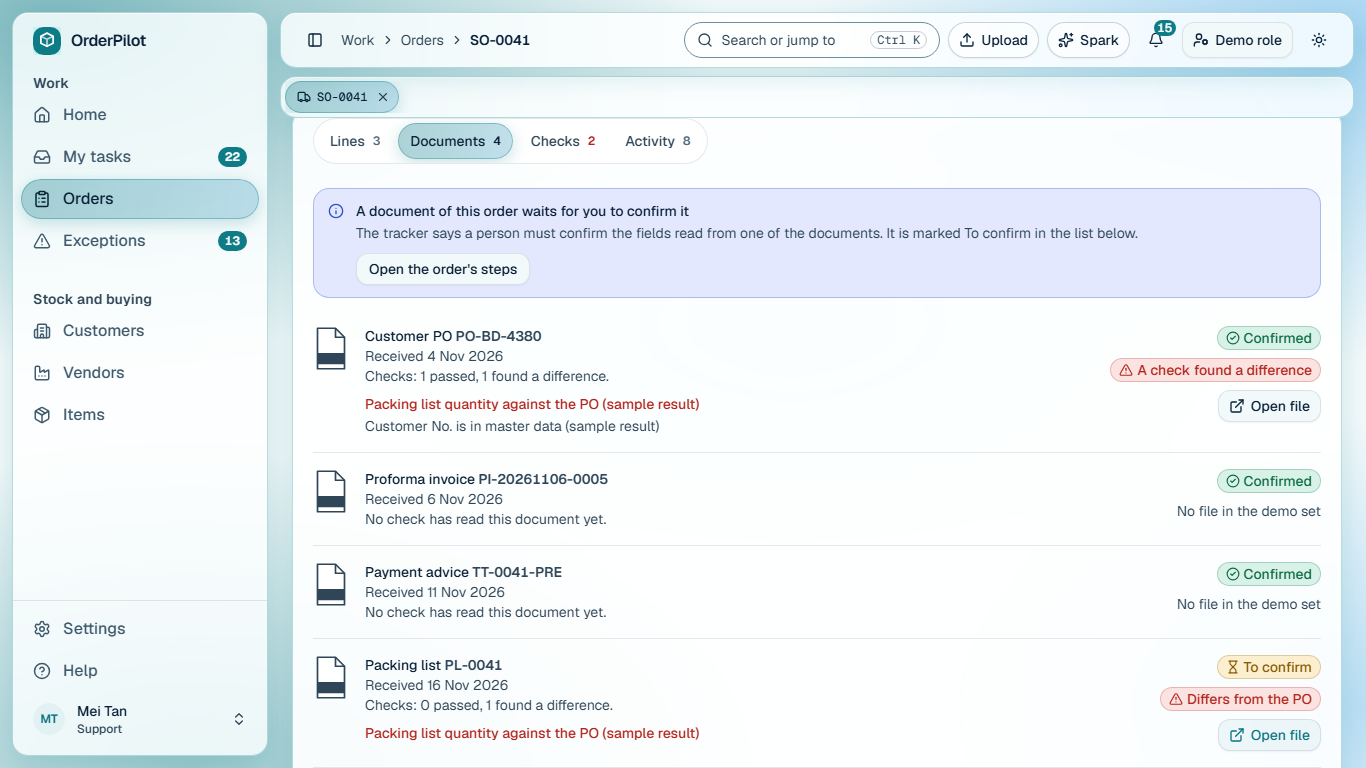 OrderPilot
Work
Home
My tasks 22
Orders
Exceptions 13
Stock and buying
Customers
Vendors
Items
Settings
Help
MT
Mei Tan
Support
Work > Orders > SO-0041
Search or jump to Ctrl K
Upload
Spark
15
Demo role
SO-0041
Lines 3
Documents 4
Checks 2
Activity 8
A document of this order waits for you to confirm it
The tracker says a person must confirm the fields read from one of the documents. It is marked To confirm in the list below.
Open the order's steps
Customer PO PO-BD-4380
Received 4 Nov 2026
Checks: 1 passed, 1 found a difference.
Packing list quantity against the PO (sample result)
Customer No. is in master data (sample result)
Confirmed
A check found a difference
Open file
Proforma invoice PI-20261106-0005
Received 6 Nov 2026
No check has read this document yet.
Confirmed
No file in the demo set
Payment advice TT-0041-PRE
Received 11 Nov 2026
No check has read this document yet.
Confirmed
No file in the demo set
Packing list PL-0041
Received 16 Nov 2026
Checks: 0 passed, 1 found a difference.
Packing list quantity against the PO (sample result)
To confirm
Differs from the PO
Open file